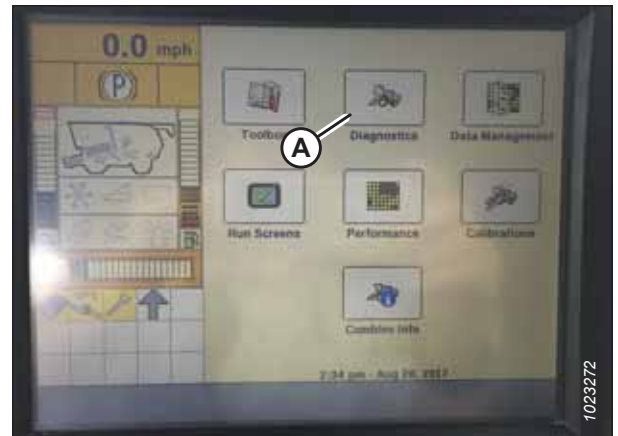 0.0 mph
(P)
Toolbox
Diagnostics
Data Management
A
Run Screens
Performance
Calibrations
Combine Info
2:34 pm - Aug 20, 2017
1023272